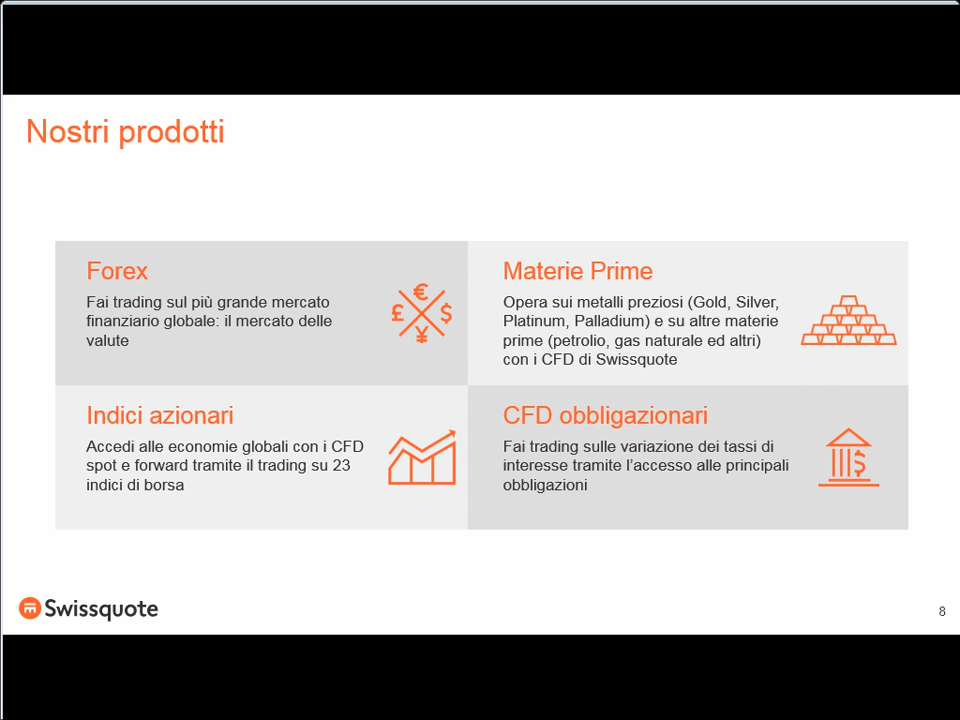 Nostri prodotti
Forex
Fai trading sul più grande mercato
finanziario globale: il mercato delle
valute
Materie Prime
Opera sui metalli preziosi (Gold, Silver,
Platinum, Palladium) e su altre materie
prime (petrolio, gas naturale ed altri)
con i CFD di Swissquote
Indici azionari
Accedi alle economie globali con i CFD
spot e forward tramite il trading su 23
indici di borsa
CFD obbligazionari
Fai trading sulle variazione dei tassi di
interesse tramite l'accesso alle principali
obbligazioni
Swissquote
8